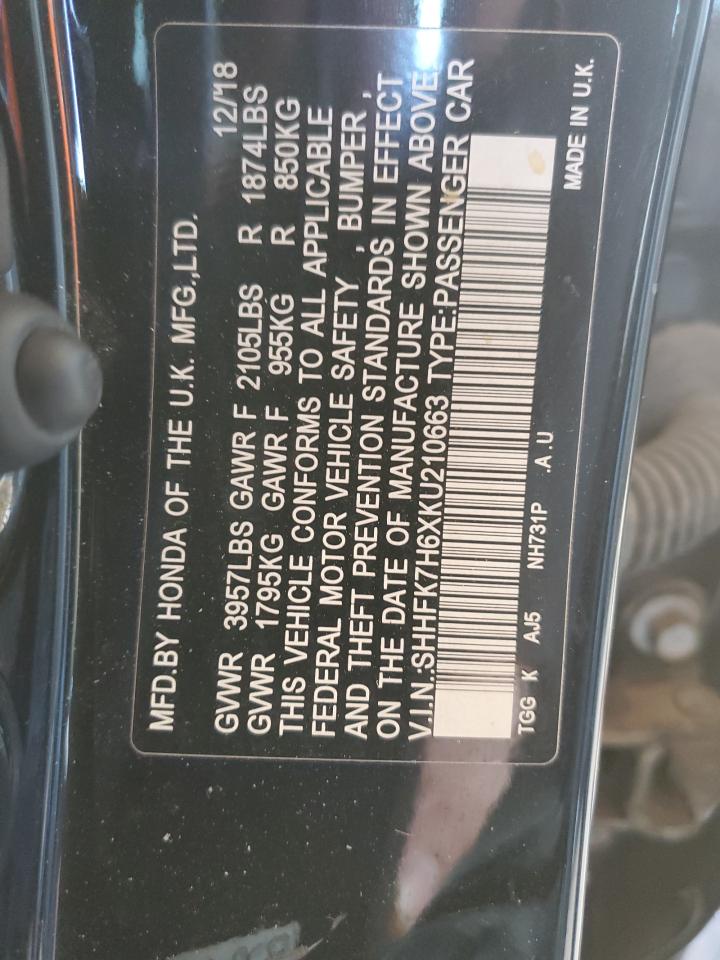 MFD.BY HONDA OF THE U.K. MFG.,LTD.
12/18
GVWR 3957LBS GAWR F 2105LBS R 1874LBS
GVWR 1795KG GAWR F 955KG R 850KG
THIS VEHICLE CONFORMS TO ALL APPLICABLE
FEDERAL MOTOR VEHICLE SAFETY , BUMPER ,
AND THEFT PREVENTION STANDARDS IN EFFECT
ON THE DATE OF MANUFACTURE SHOWN ABOVE.
V.I.N.:SHHFK7H6XKU210663 TYPE:PASSENGER CAR
TGG K AJ5 NH731P .A.U
MADE IN U.K.